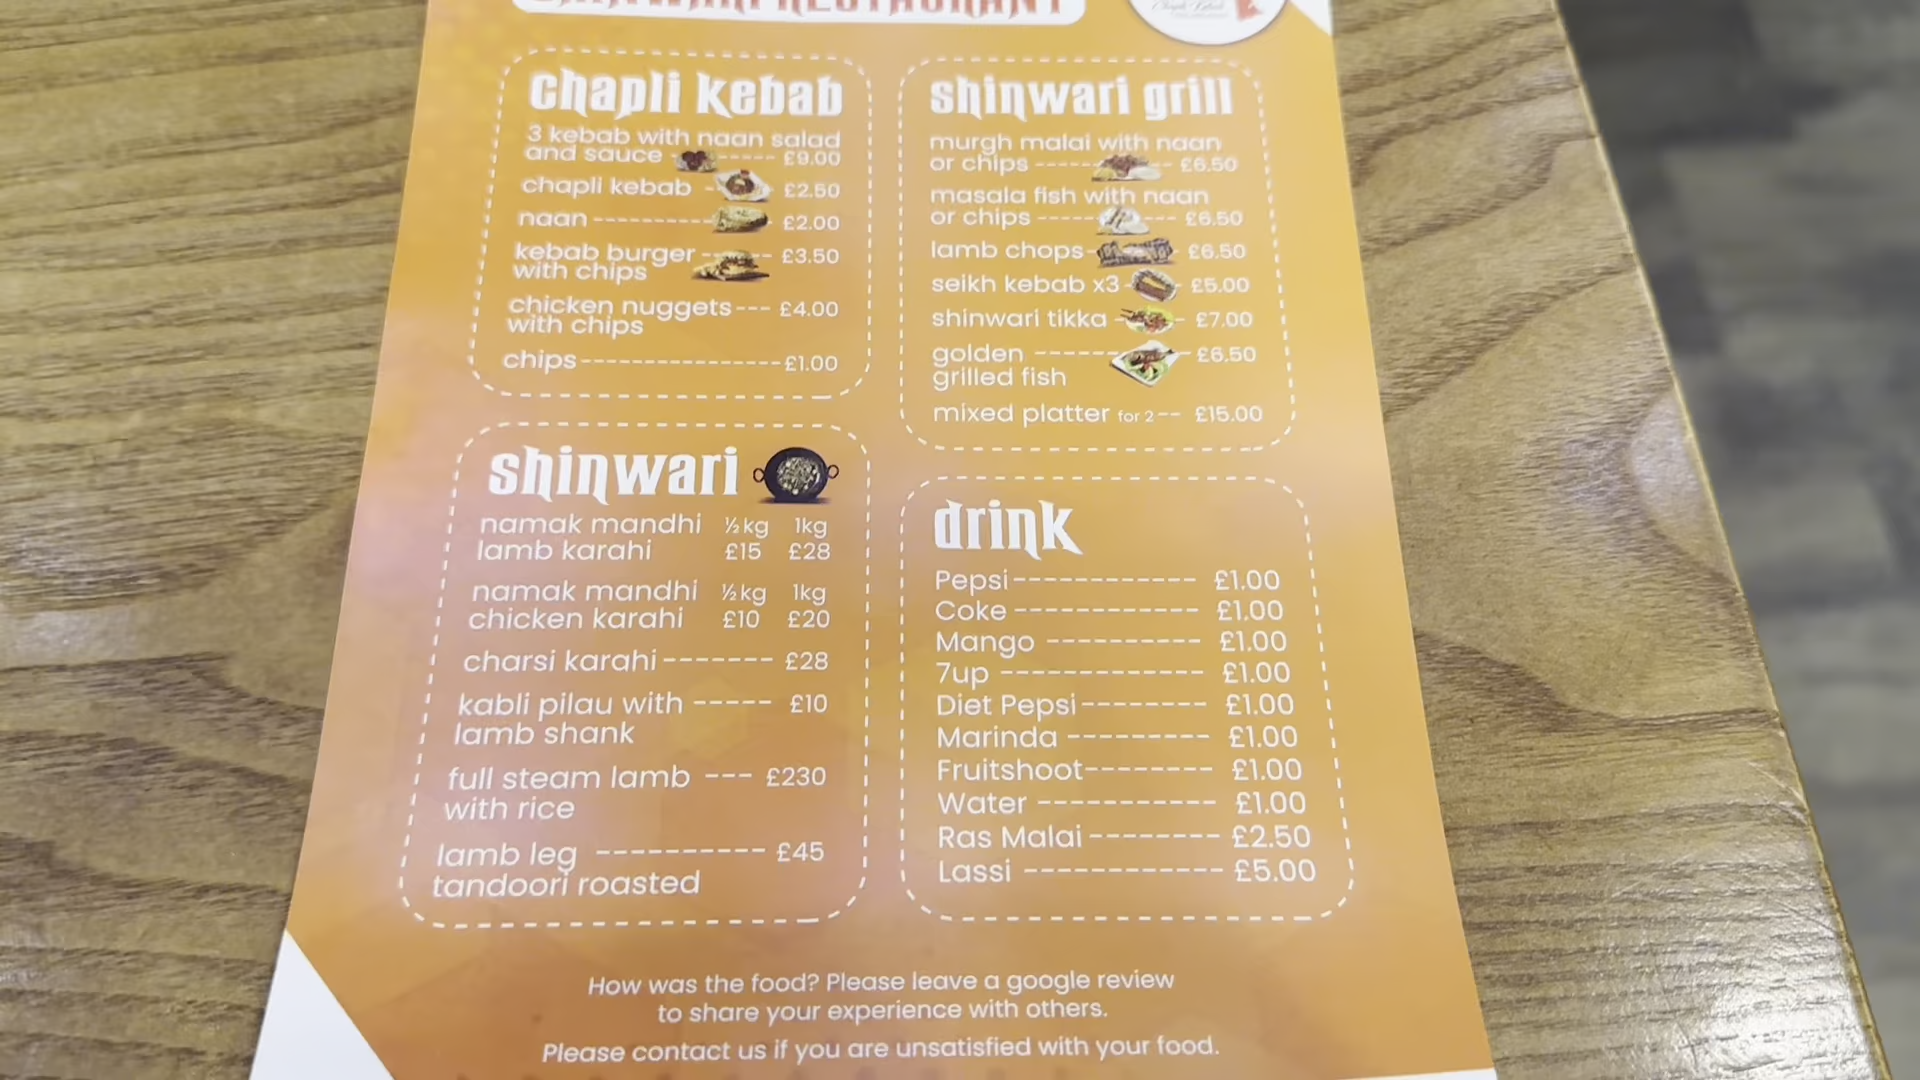 SHINWARI RESTAURANT
chapli kebab
3 kebab with naan salad
and sauce ----- £9.00
chapli kebab - £2.50
naan ---------- £2.00
kebab burger ---- £3.50
with chips
chicken nuggets --- £4.00
with chips
chips ----------------- £1.00
shinwari
namak mandhi ½kg 1kg
lamb karahi £15 £28
namak mandhi ½kg 1kg
chicken karahi £10 £20
charsi karahi ------- £28
kabli pilau with ----- £10
lamb shank
full steam lamb --- £230
with rice
lamb leg ---------- £45
tandoori roasted
shinwari grill
murgh malai with naan
or chips ------- £6.50
masala fish with naan
or chips -------- £6.50
lamb chops -- £6.50
seikh kebab x3 -- £5.00
shinwari tikka -- £7.00
golden ------- £6.50
grilled fish
mixed platter for 2 -- £15.00
drink
Pepsi ------------ £1.00
Coke ------------ £1.00
Mango ---------- £1.00
7up ------------- £1.00
Diet Pepsi -------- £1.00
Marinda --------- £1.00
Fruitshoot -------- £1.00
Water ------------ £1.00
Ras Malai --------- £2.50
Lassi ------------- £5.00
How was the food? Please leave a google review
to share your experience with others.
Please contact us if you are unsatisfied with your food.